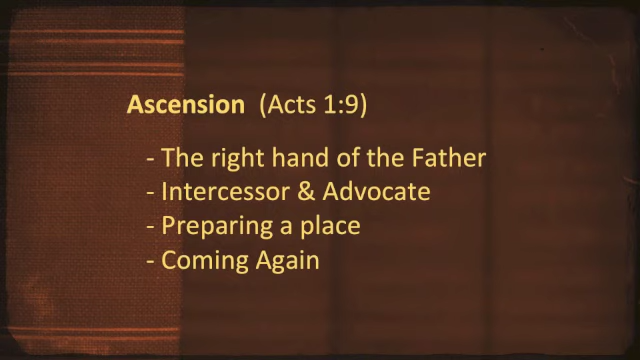 Ascension (Acts 1:9)
- The right hand of the Father
- Intercessor & Advocate
- Preparing a place
- Coming Again